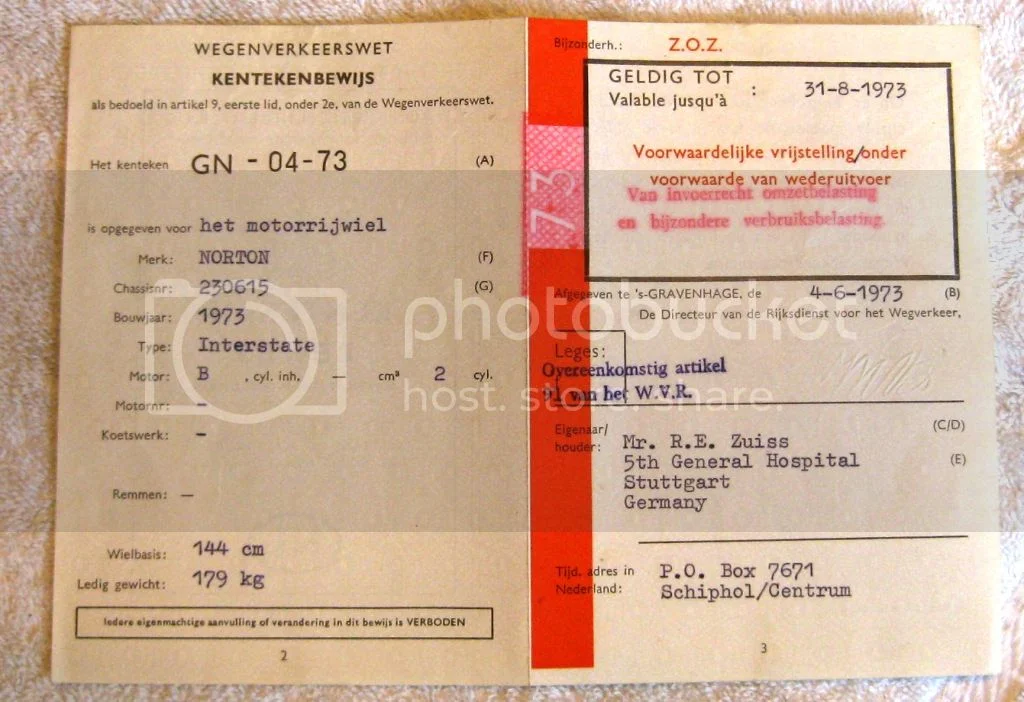 WEGENVERKEERSWET
KENTEKENBEWIJS
als bedoeld in artikel 9, eerste lid, onder 2e, van de Wegenverkeerswet.
Het kenteken GN - 04-73 (A)
is opgegeven voor het motorrijwiel
Merk: NORTON (F)
Chassisnr: 230615 (G)
Bouwjaar: 1973
Type: Interstate
Motor: B , cyl. inh. — cm³ 2 cyl.
Motornr: –
Koetswerk: –
Remmen: —
Wielbasis: 144 cm
Ledig gewicht: 179 kg
Iedere eigenmachtige aanvulling of verandering in dit bewijs is VERBODEN
2
Bijzonderh.: Z.O.Z.
GELDIG TOT : 31-8-1973
Valable jusqu'à
Voorwaardelijke vrijstelling/onder
voorwaarde van wederuitvoer
Van invoerrecht omzetbelasting
en bijzondere verbruiksbelasting.
73
Afgegeven te 's-GRAVENHAGE, de 4-6-1973 (B)
De Directeur van de Rijksdienst voor het Wegverkeer,
Leges:
Overeenkomstig artikel
91 van het W.V.R.
(C/D)
Eigenaar/
houder: Mr. R.E. Zuiss
5th General Hospital (E)
Stuttgart
Germany
Tijd. adres in P.O. Box 7671
Nederland: Schiphol/Centrum
3
photobucket
host. store. share.